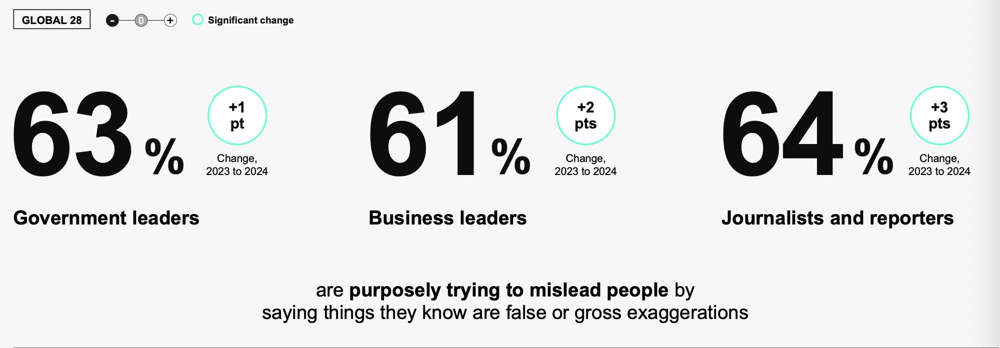 GLOBAL 28
- 0 +
Significant change
63%
+1
pt
Change,
2023 to 2024
Government leaders
61%
+2
pts
Change,
2023 to 2024
Business leaders
64%
+3
pts
Change,
2023 to 2024
Journalists and reporters
are purposely trying to mislead people by
saying things they know are false or gross exaggerations